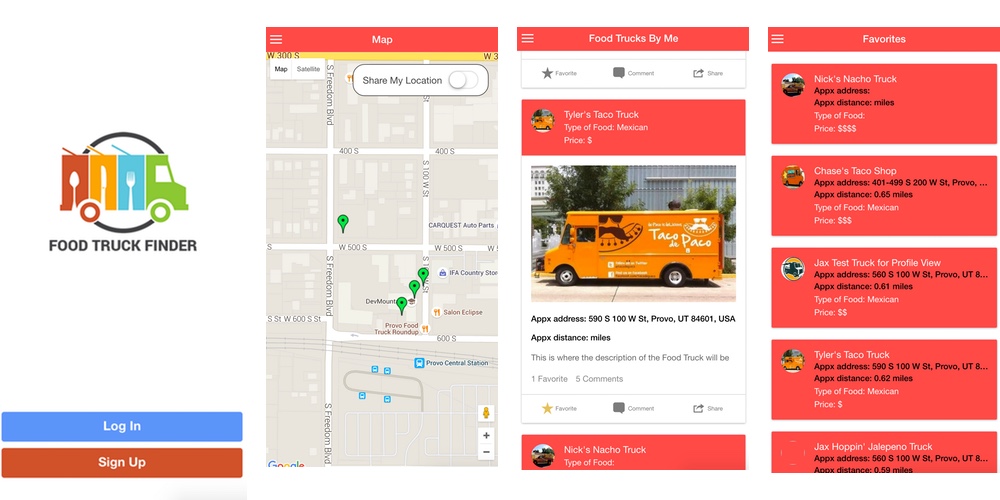 FOOD TRUCK FINDER
Log In
Sign Up
Map
W 300 S
W 3
Map
Satellite
Share My Location
S Freedom Blvd
400 S
S 100 W St
CARQUEST Auto Parts
W 500 S
W 500 S
W 5
IFA Country Stor
DevMount
Salon Eclipse
Provo Food
Truck Roundup
S St W 600 S St
600 S
S Freedom Blvd
Provo Central Station
S Freedom Blvd
Google
Food Trucks By Me
Favorite
Comment
Share
Tyler's Taco Truck
Type of Food: Mexican
Price: $
Taco
de Paco
Appx address: 590 S 100 W St, Provo, UT 84601, USA
Appx distance: miles
This is where the description of the Food Truck will be
1 Favorite 5 Comments
Favorite
Comment
Share
Nick's Nacho Truck
Type of Food:
Favorites
Nick's Nacho Truck
Appx address:
Appx distance: miles
Type of Food:
Price: $$$$
Chase's Taco Shop
Appx address: 401-499 S 200 W St, Provo, ...
Appx distance: 0.65 miles
Type of Food: Mexican
Price: $$$
Jax Test Truck for Profile View
Appx address: 560 S 100 W St, Provo, UT 8...
Appx distance: 0.61 miles
Type of Food: Mexican
Price: $$
Tyler's Taco Truck
Appx address: 590 S 100 W St, Provo, UT 8...
Appx distance: 0.62 miles
Type of Food: Mexican
Price: $
Jax Hoppin' Jalepeno Truck
Appx address: 560 S 100 W St, Provo, UT 8...
Appx distance: 0.59 miles